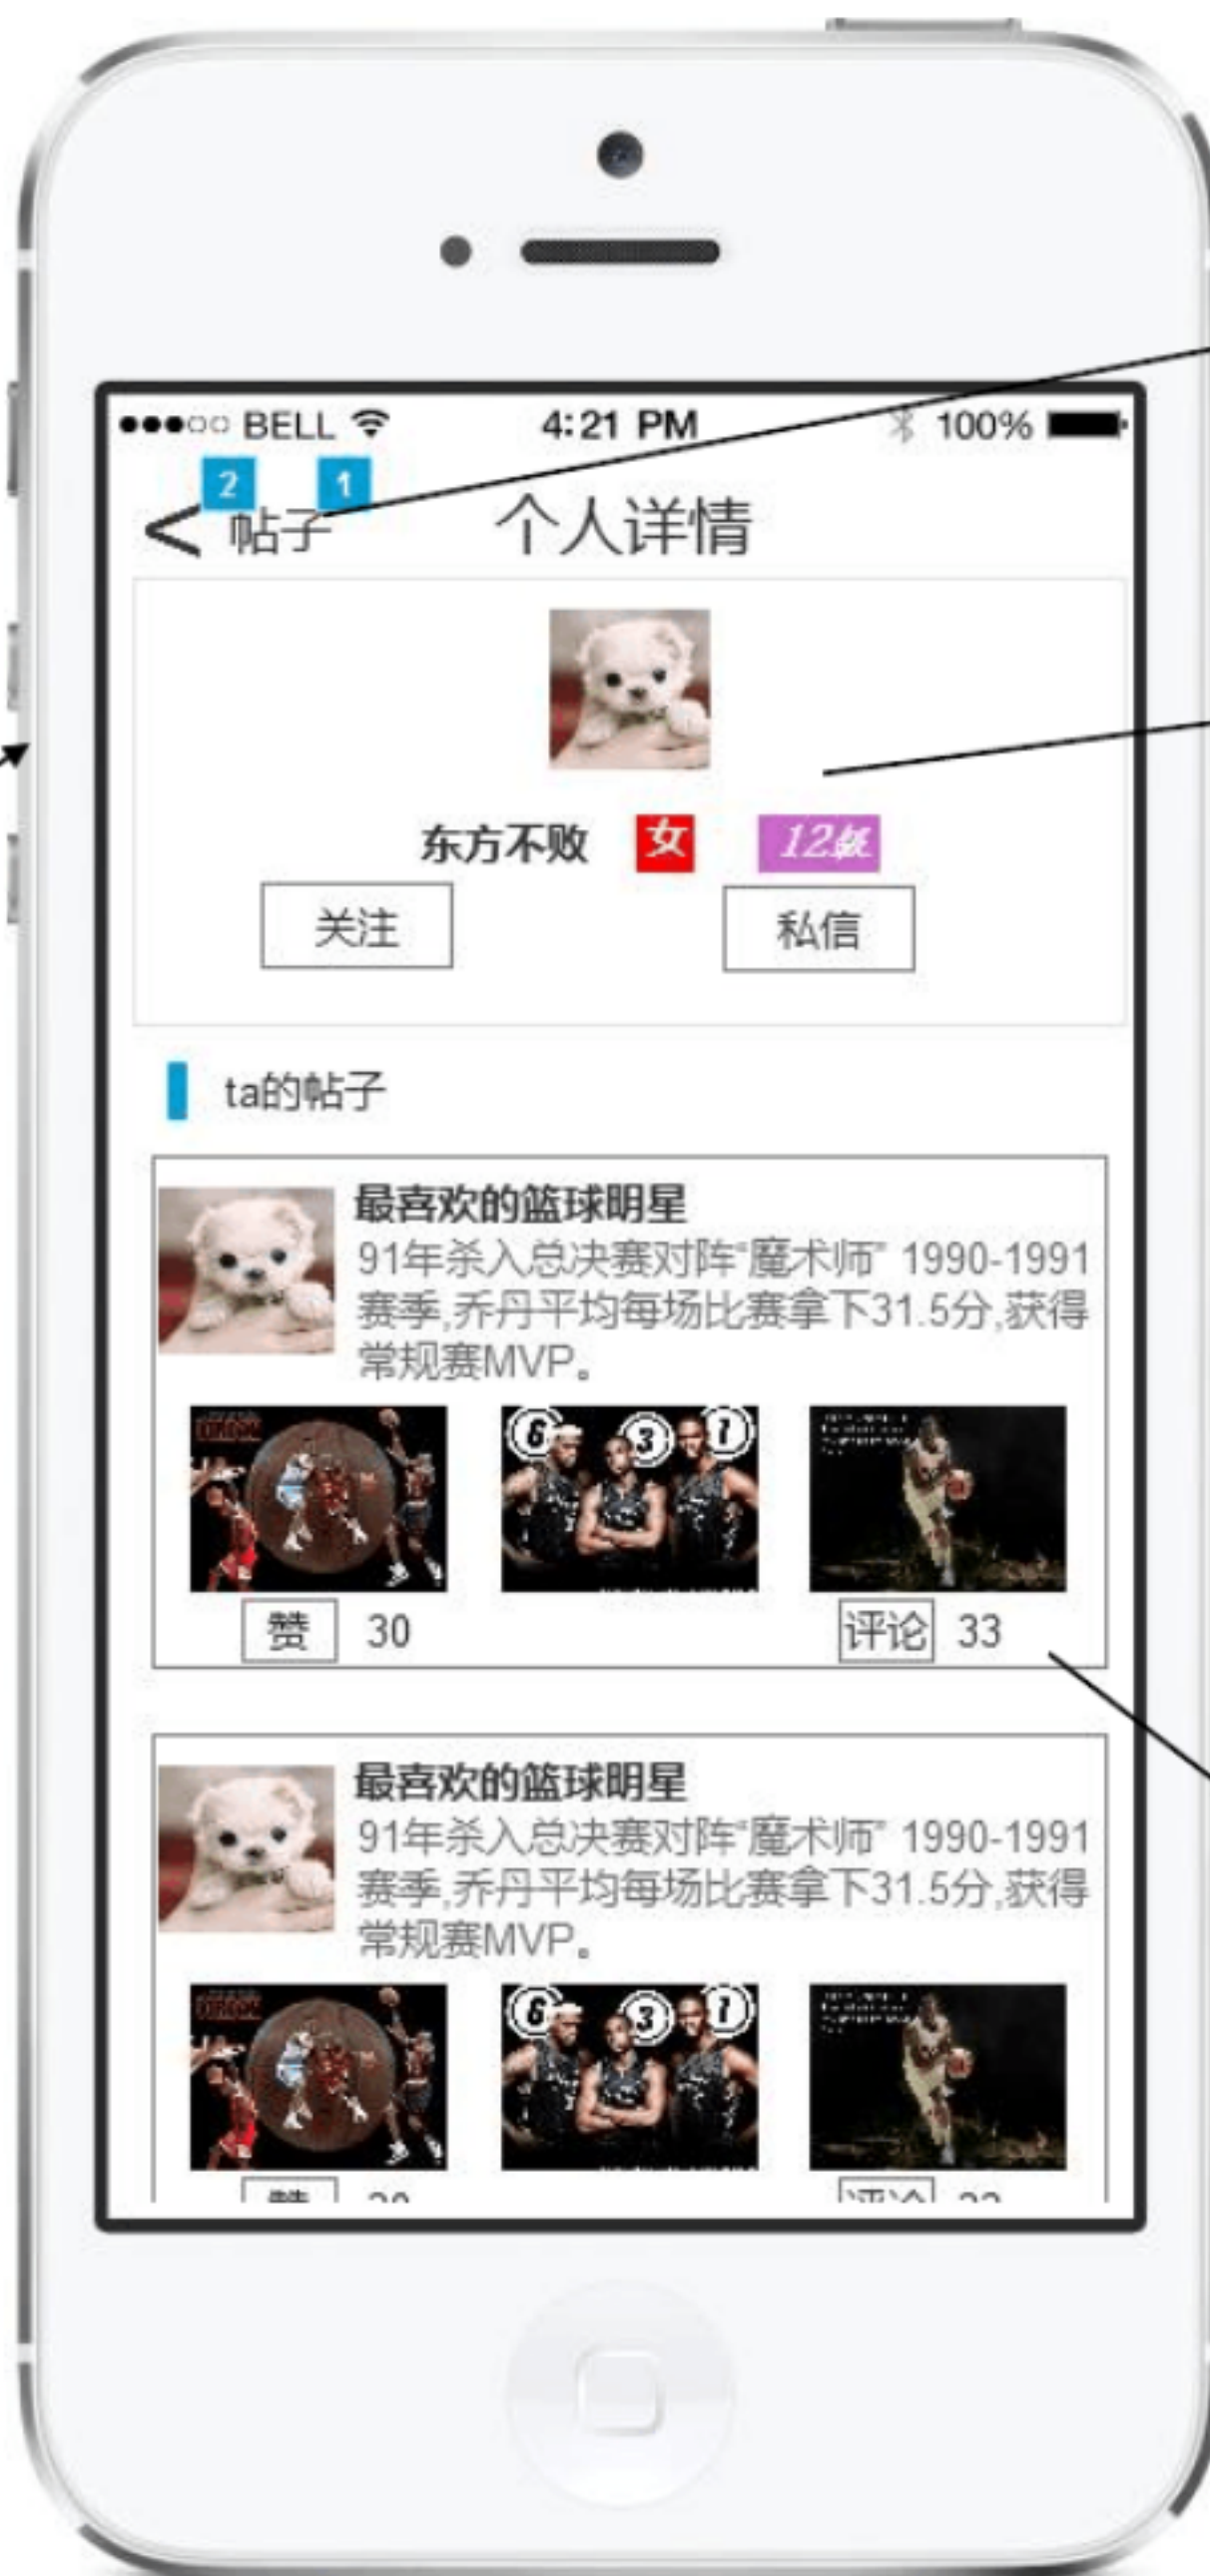 BELL 4:21 PM 100%
2 1
< 帖子 个人详情
东方不败 女 12级
关注 私信
ta的帖子
最喜欢的篮球明星
91年杀入总决赛对阵“魔术师” 1990-1991
赛季,乔丹平均每场比赛拿下31.5分,获得
常规赛MVP。
6 3 1
赞 30 评论 33
最喜欢的篮球明星
91年杀入总决赛对阵“魔术师” 1990-1991
赛季,乔丹平均每场比赛拿下31.5分,获得
常规赛MVP。
6 3 1